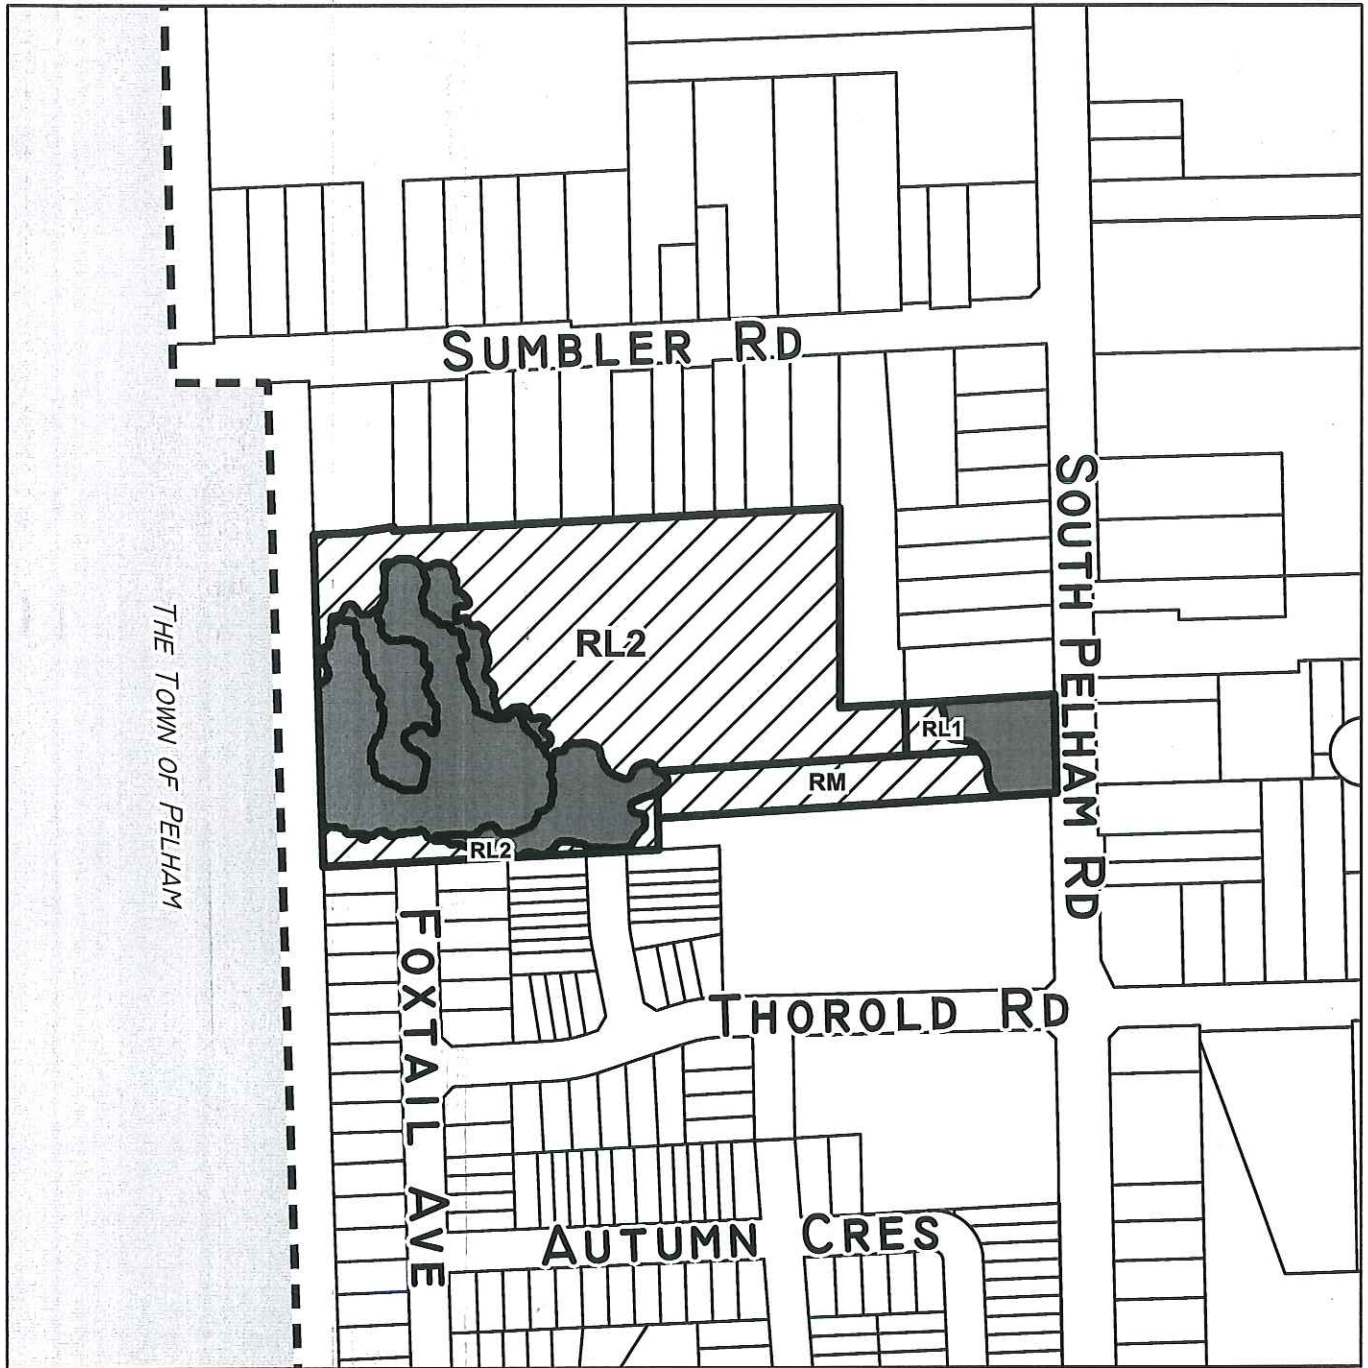 SUMBLER RD
SOUTH PELHAM RD
RL2
THE TOWN OF PELHAM
RL1
RM
RL2
FOXTAIL AVE
THOROLD RD
AUTUMN CRES